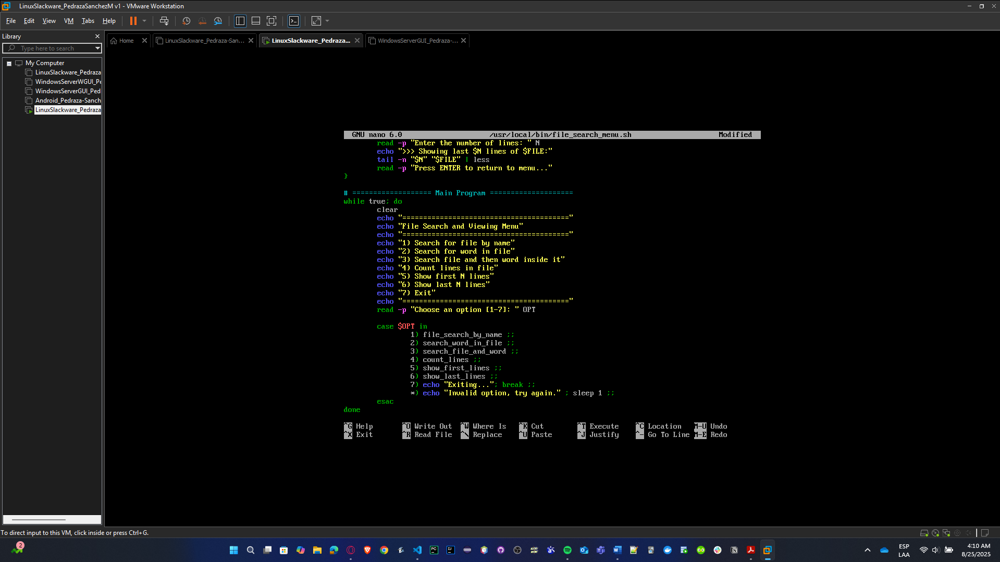 LinuxSlackware_PedrazaSanchezM v1 - VMware Workstation
File Edit View VM Tabs Help
Library
Type here to search
My Computer
LinuxSlackware_Pedraza
WindowsServerWGUI_Pe
WindowsServerGUI_Ped
Android_Pedraza-Sanch
LinuxSlackware_Pedraza
Home
LinuxSlackware_Pedraza-San...
LinuxSlackware_Pedraza...
WindowsServerGUI_Pedraza-...
GNU nano 6.0 /usr/local/bin/file_search_menu.sh Modified
read -p "Enter the number of lines: " N
echo ">>> Showing last $N lines of $FILE:"
tail -n "$N" "$FILE" | less
read -p "Press ENTER to return to menu..."
}
# =================== Main Program ====================
while true; do
clear
echo "========================================"
echo "File Search and Viewing Menu"
echo "========================================"
echo "1) Search for file by name"
echo "2) Search for word in file"
echo "3) Search file and then word inside it"
echo "4) Count lines in file"
echo "5) Show first N lines"
echo "6) Show last N lines"
echo "7) Exit"
echo "========================================"
read -p "Choose an option [1-7]: " OPT
case $OPT in
1) file_search_by_name ;;
2) search_word_in_file ;;
3) search_file_and_word ;;
4) count_lines ;;
5) show_first_lines ;;
6) show_last_lines ;;
7) echo "Exiting..."; break ;;
*) echo "Invalid option, try again." ; sleep 1 ;;
esac
done
^G Help ^O Write Out ^W Where Is ^K Cut ^T Execute ^C Location M-U Undo
^X Exit ^R Read File ^\ Replace ^U Paste ^J Justify ^_ Go To Line M-E Redo
To direct input to this VM, click inside or press Ctrl+G.
2
ESP
LAA
4:10 AM
8/25/2025